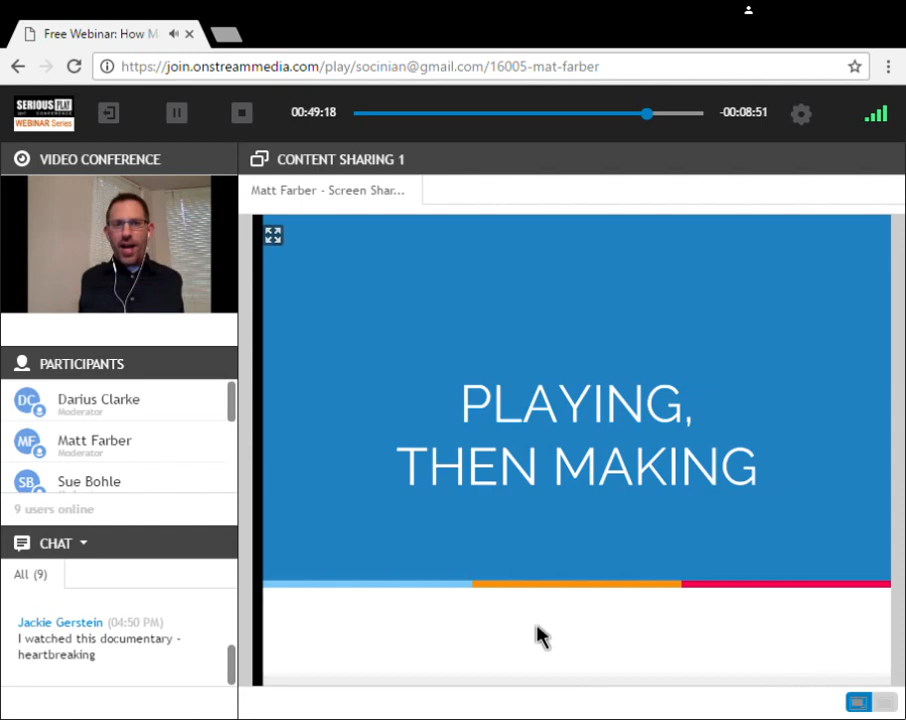 Free Webinar: How M
https://join.onstreammedia.com/play/socinian@gmail.com/16005-mat-farber
SERIOUS PLAY
CONFERENCE
WEBINAR Series
00:49:18
-00:08:51
VIDEO CONFERENCE
CONTENT SHARING 1
Matt Farber - Screen Shar...
PARTICIPANTS
DC
Darius Clarke
Moderator
MF
Matt Farber
Moderator
SB
Sue Bohle
9 users online
CHAT
All (9)
Jackie Gerstein (04:50 PM)
I watched this documentary -
heartbreaking
PLAYING,
THEN MAKING